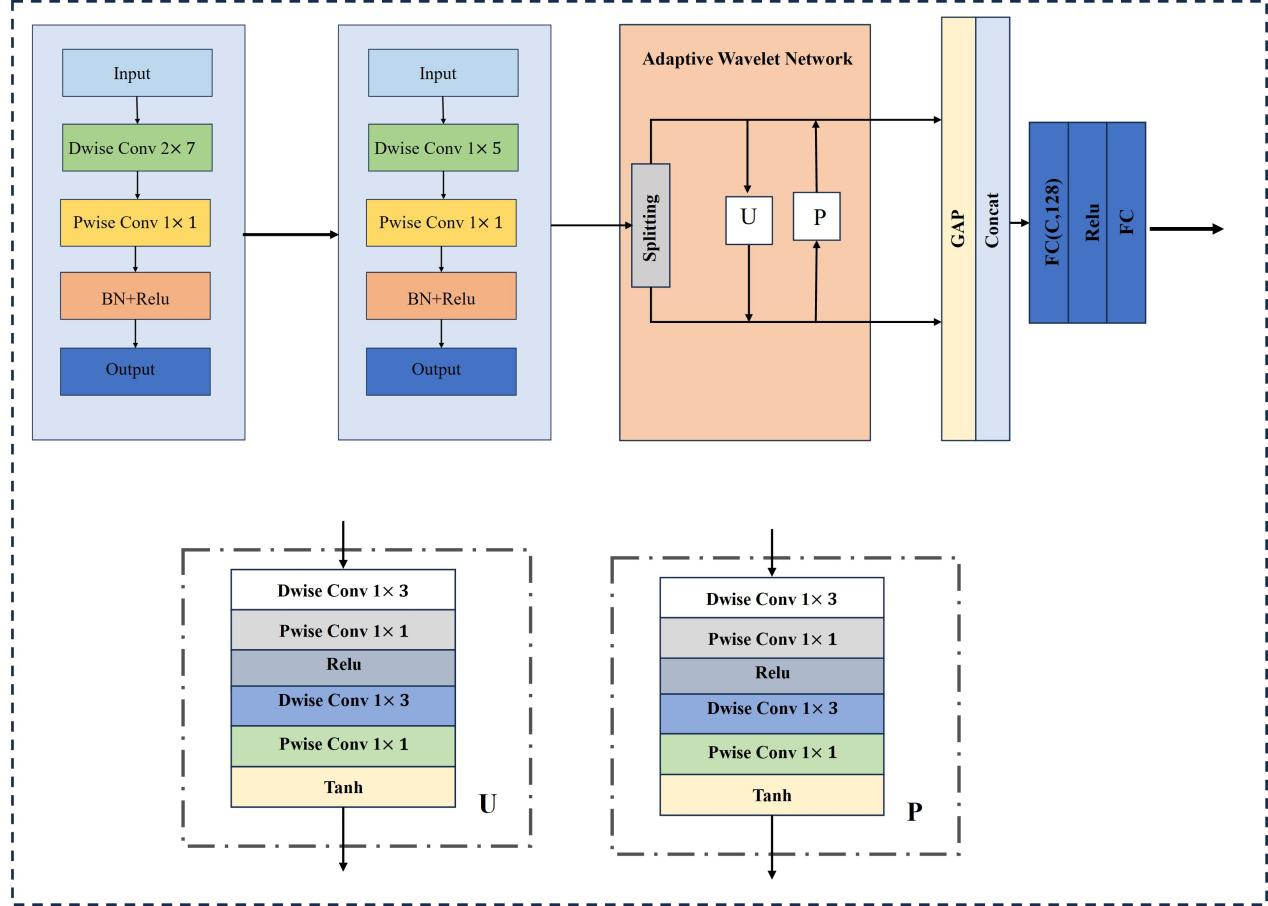 Input
Dwise Conv 2× 7
Pwise Conv 1× 1
BN+Relu
Output
Input
Dwise Conv 1× 5
Pwise Conv 1× 1
BN+Relu
Output
Adaptive Wavelet Network
Splitting
U
P
GAP
Concat
FC(C,128)
Relu
FC
Dwise Conv 1× 3
Pwise Conv 1× 1
Relu
Dwise Conv 1× 3
Pwise Conv 1× 1
Tanh
U
Dwise Conv 1× 3
Pwise Conv 1× 1
Relu
Dwise Conv 1× 3
Pwise Conv 1× 1
Tanh
P